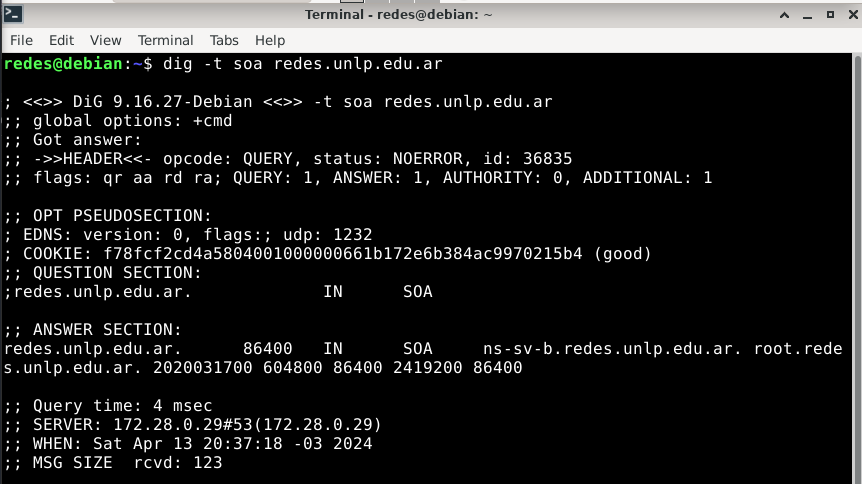 Terminal - redes@debian: ~
File Edit View Terminal Tabs Help
redes@debian:~$ dig -t soa redes.unlp.edu.ar
; <<>> DiG 9.16.27-Debian <<>> -t soa redes.unlp.edu.ar
;; global options: +cmd
;; Got answer:
;; ->>HEADER<<- opcode: QUERY, status: NOERROR, id: 36835
;; flags: qr aa rd ra; QUERY: 1, ANSWER: 1, AUTHORITY: 0, ADDITIONAL: 1
;; OPT PSEUDOSECTION:
; EDNS: version: 0, flags:; udp: 1232
; COOKIE: f78fcf2cd4a5804001000000661b172e6b384ac9970215b4 (good)
;; QUESTION SECTION:
;redes.unlp.edu.ar. IN SOA
;; ANSWER SECTION:
redes.unlp.edu.ar. 86400 IN SOA ns-sv-b.redes.unlp.edu.ar. root.rede
s.unlp.edu.ar. 2020031700 604800 86400 2419200 86400
;; Query time: 4 msec
;; SERVER: 172.28.0.29#53(172.28.0.29)
;; WHEN: Sat Apr 13 20:37:18 -03 2024
;; MSG SIZE rcvd: 123